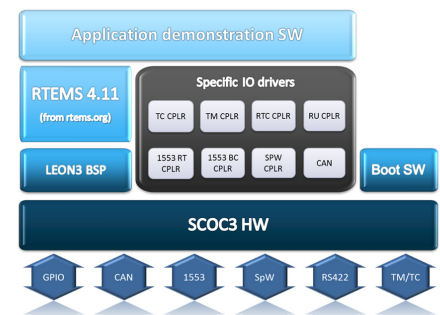 Application demonstration SW
RTEMS 4.11
(from rtems.org)
Specific IO drivers
TC CPLR
TM CPLR
RTC CPLR
RU CPLR
1553 RT
CPLR
1553 BC
CPLR
SPW
CPLR
CAN
LEON3 BSP
Boot SW
SCOC3 HW
GPIO
CAN
1553
SpW
RS422
TM/TC